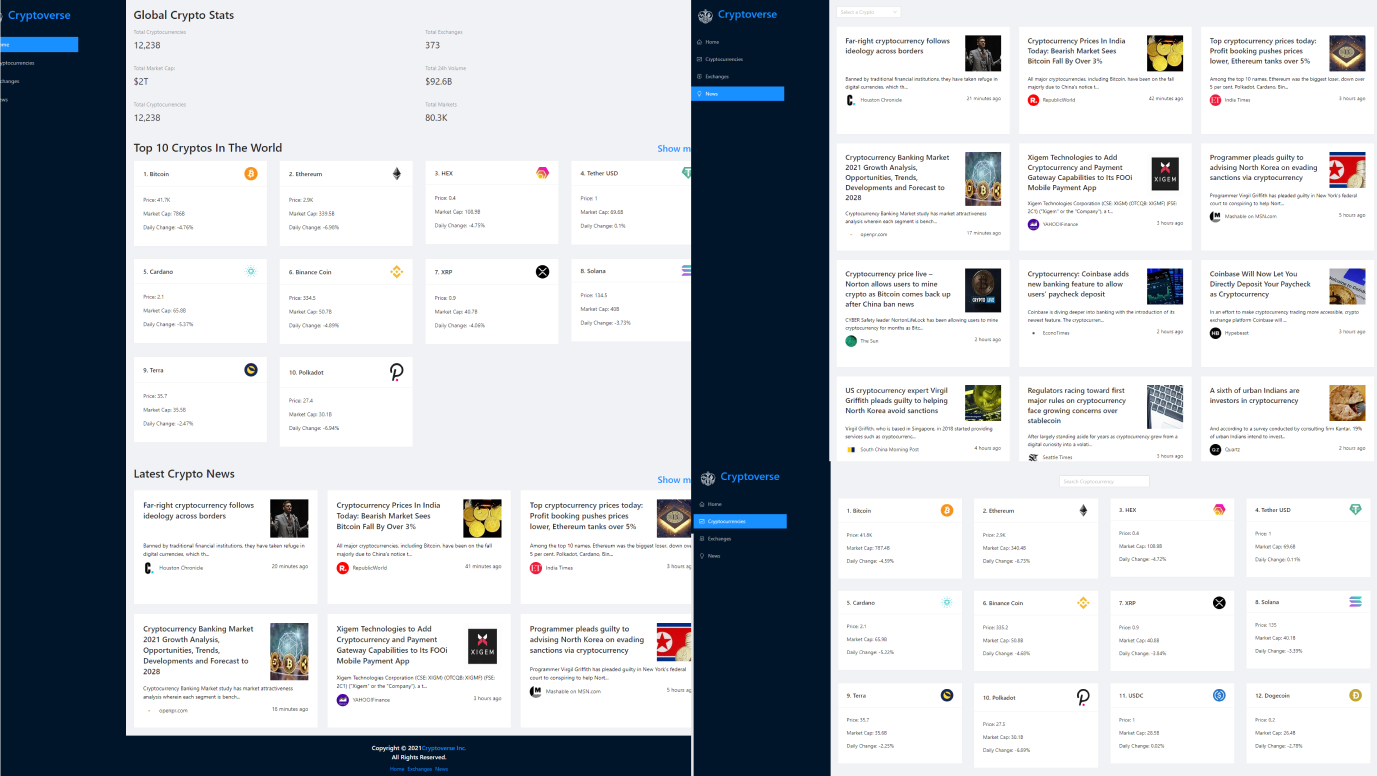 Cryptoverse
Global Crypto Stats
Total Cryptocurrencies
12,238
Total Exchanges
373
Total Market Cap:
$2T
Total 24h Volume
$92.6B
Total Cryptocurrencies
12,238
Total Markets
80.3K
Top 10 Cryptos In The World
Show m
1. Bitcoin
Price: 41.7K
Market Cap: 786B
Daily Change: -4.76%
2. Ethereum
Price: 2.9K
Market Cap: 339.5B
Daily Change: -6.98%
3. HEX
Price: 0.4
Market Cap: 108.9B
Daily Change: -4.75%
4. Tether USD
Price: 1
Market Cap: 69.6B
Daily Change: 0.1%
5. Cardano
Price: 2.1
Market Cap: 65.8B
Daily Change: -5.37%
6. Binance Coin
Price: 334.5
Market Cap: 50.7B
Daily Change: -4.89%
7. XRP
Price: 0.9
Market Cap: 40.7B
Daily Change: -4.06%
8. Solana
Price: 134.5
Market Cap: 40B
Daily Change: -3.73%
9. Terra
Price: 35.7
Market Cap: 35.5B
Daily Change: -2.47%
10. Polkadot
Price: 27.4
Market Cap: 30.1B
Daily Change: -6.94%
Latest Crypto News
Show m
Far-right cryptocurrency follows
ideology across borders
Banned by traditional financial institutions, they have taken refuge in
digital currencies, which th...
Houston Chronicle
20 minutes ago
Cryptocurrency Prices In India
Today: Bearish Market Sees
Bitcoin Fall By Over 3%
All major cryptocurrencies, including Bitcoin, have been on the fall
majorly due to China's notice t...
RepublicWorld
41 minutes ago
Top cryptocurrency prices today:
Profit booking pushes prices
lower, Ethereum tanks over 5%
Among the top 10 names, Ethereum was the biggest loser, down ove
5 per cent. Polkadot, Cardano, Bin...
India Times
3 hours ag
Cryptocurrency Banking Market
2021 Growth Analysis,
Opportunities, Trends,
Developments and Forecast to
2028
Cryptocurrency Banking Market study has market attractiveness
analysis wherein each segment is bench...
openpr.com
16 minutes ago
Xigem Technologies to Add
Cryptocurrency and Payment
Gateway Capabilities to Its FOOi
Mobile Payment App
XIGEM
Xigem Technologies Corporation (CSE: XIGM) (OTCQB: XIGMF) (FSE:
2C1) ("Xigem" or the "Company"), a t...
YAHOO!Finance
3 hours ago
Programmer pleads guilty to
advising North Korea on evading
sanctions via cryptocurrency
Programmer Virgil Griffith has pleaded guilty in New York's federal
court to conspiring to help Nort...
Mashable on MSN.com
5 hours ag
Copyright © 2021Cryptoverse Inc.
All Rights Reserved.
Home Exchanges News
Cryptoverse
Home
Cryptocurrencies
Exchanges
News
Select a Crypto
Far-right cryptocurrency follows
ideology across borders
Banned by traditional financial institutions, they have taken refuge in
digital currencies, which th...
Houston Chronicle
21 minutes ago
Cryptocurrency Prices In India
Today: Bearish Market Sees
Bitcoin Fall By Over 3%
All major cryptocurrencies, including Bitcoin, have been on the fall
majorly due to China's notice t...
RepublicWorld
42 minutes ago
Top cryptocurrency prices today:
Profit booking pushes prices
lower, Ethereum tanks over 5%
Among the top 10 names, Ethereum was the biggest loser, down over
5 per cent. Polkadot, Cardano, Bin...
India Times
3 hours ago
Cryptocurrency Banking Market
2021 Growth Analysis,
Opportunities, Trends,
Developments and Forecast to
2028
Cryptocurrency Banking Market study has market attractiveness
analysis wherein each segment is bench...
openpr.com
17 minutes ago
Xigem Technologies to Add
Cryptocurrency and Payment
Gateway Capabilities to Its FOOi
Mobile Payment App
XIGEM
Xigem Technologies Corporation (CSE: XIGM) (OTCQB: XIGMF) (FSE:
2C1) ("Xigem" or the "Company"), a t...
YAHOO!Finance
3 hours ago
Programmer pleads guilty to
advising North Korea on evading
sanctions via cryptocurrency
Programmer Virgil Griffith has pleaded guilty in New York's federal
court to conspiring to help Nort...
Mashable on MSN.com
5 hours ago
Cryptocurrency price live –
Norton allows users to mine
crypto as Bitcoin comes back up
after China ban news
CRYPTO LIVE
CYBER Safety leader NortonLifeLock has been allowing users to mine
cryptocurrency for months as Bitc...
The Sun
2 hours ago
Cryptocurrency: Coinbase adds
new banking feature to allow
users' paycheck deposit
Coinbase is diving deeper into banking with the introduction of its
newest feature. The cryptocurren...
EconoTimes
2 hours ago
Coinbase Will Now Let You
Directly Deposit Your Paycheck
as Cryptocurrency
In an effort to make cryptocurrency trading more accessible, crypto
exchange platform Coinbase will ...
Hypebeast
3 hours ago
US cryptocurrency expert Virgil
Griffith pleads guilty to helping
North Korea avoid sanctions
Virgil Griffith, who is based in Singapore, in 2018 started providing
services such as cryptocurrenc...
South China Morning Post
4 hours ago
Regulators racing toward first
major rules on cryptocurrency
face growing concerns over
stablecoin
After largely standing aside for years as cryptocurrency grew from a
digital curiosity into a volati...
Seattle Times
3 hours ago
A sixth of urban Indians are
investors in cryptocurrency
And according to a survey conducted by consulting firm Kantar, 19%
of urban Indians intend to invest...
Quartz
2 hours ago
Cryptoverse
Home
Cryptocurrencies
Exchanges
News
Search Cryptocurrency
1. Bitcoin
Price: 41.8K
Market Cap: 787.4B
Daily Change: -4.59%
2. Ethereum
Price: 2.9K
Market Cap: 340.4B
Daily Change: -6.73%
3. HEX
Price: 0.4
Market Cap: 108.8B
Daily Change: -4.72%
4. Tether USD
Price: 1
Market Cap: 69.6B
Daily Change: 0.11%
5. Cardano
Price: 2.1
Market Cap: 65.9B
Daily Change: -5.22%
6. Binance Coin
Price: 335.2
Market Cap: 50.8B
Daily Change: -4.60%
7. XRP
Price: 0.9
Market Cap: 40.8B
Daily Change: -3.84%
8. Solana
Price: 135
Market Cap: 40.1B
Daily Change: -3.39%
9. Terra
Price: 35.7
Market Cap: 35.6B
Daily Change: -2.25%
10. Polkadot
Price: 27.5
Market Cap: 30.1B
Daily Change: -6.69%
11. USDC
Price: 1
Market Cap: 28.5B
Daily Change: 0.02%
12. Dogecoin
Price: 0.2
Market Cap: 26.4B
Daily Change: -2.78%